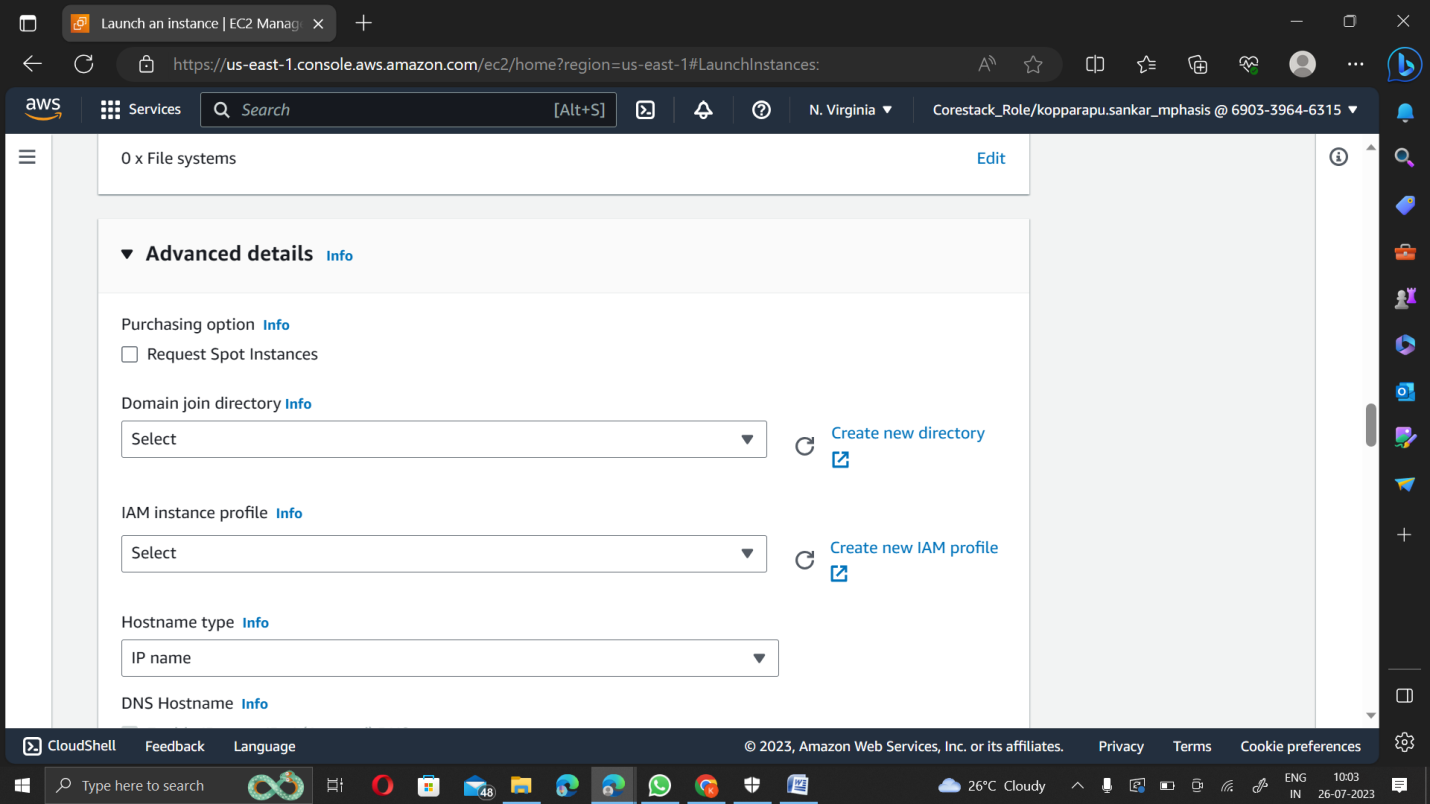 Launch an instance | EC2 Manag
https://us-east-1.console.aws.amazon.com/ec2/home?region=us-east-1#LaunchInstances:
aws
Services
Search
[Alt+S]
N. Virginia
Corestack_Role/kopparapu.sankar_mphasis @ 6903-3964-6315
0 x File systems
Edit
Advanced details Info
Purchasing option Info
Request Spot Instances
Domain join directory Info
Select
Create new directory
IAM instance profile Info
Select
Create new IAM profile
Hostname type Info
IP name
DNS Hostname Info
CloudShell
Feedback
Language
© 2023, Amazon Web Services, Inc. or its affiliates.
Privacy
Terms
Cookie preferences
Type here to search
48
26°C Cloudy
ENG
IN
10:03
26-07-2023